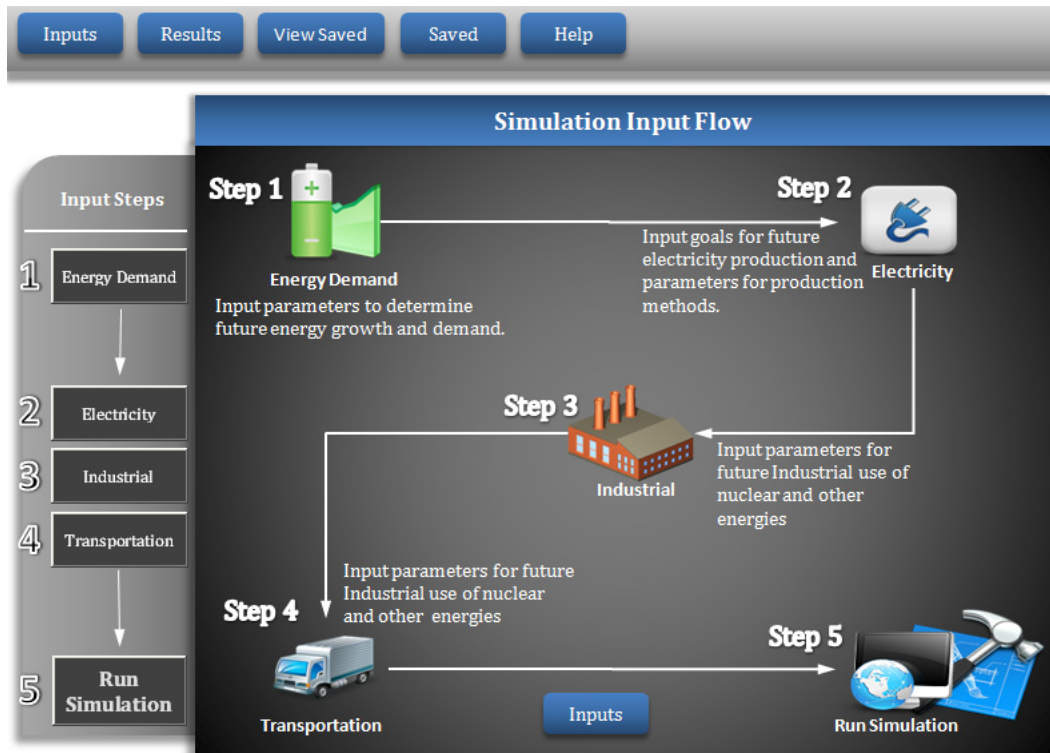 Inputs
Results
View Saved
Saved
Help
Simulation Input Flow
Input Steps
1
Energy Demand
2
Electricity
3
Industrial
4
Transportation
5
Run
Simulation
Step 1
Energy Demand
Input parameters to determine
future energy growth and demand.
Step 2
Electricity
Input goals for future
electricity production and
parameters for production
methods.
Step 3
Industrial
Input parameters for
future Industrial use of
nuclear and other
energies
Input parameters for future
Industrial use of nuclear
and other energies
Step 4
Transportation
Step 5
Run Simulation
Inputs